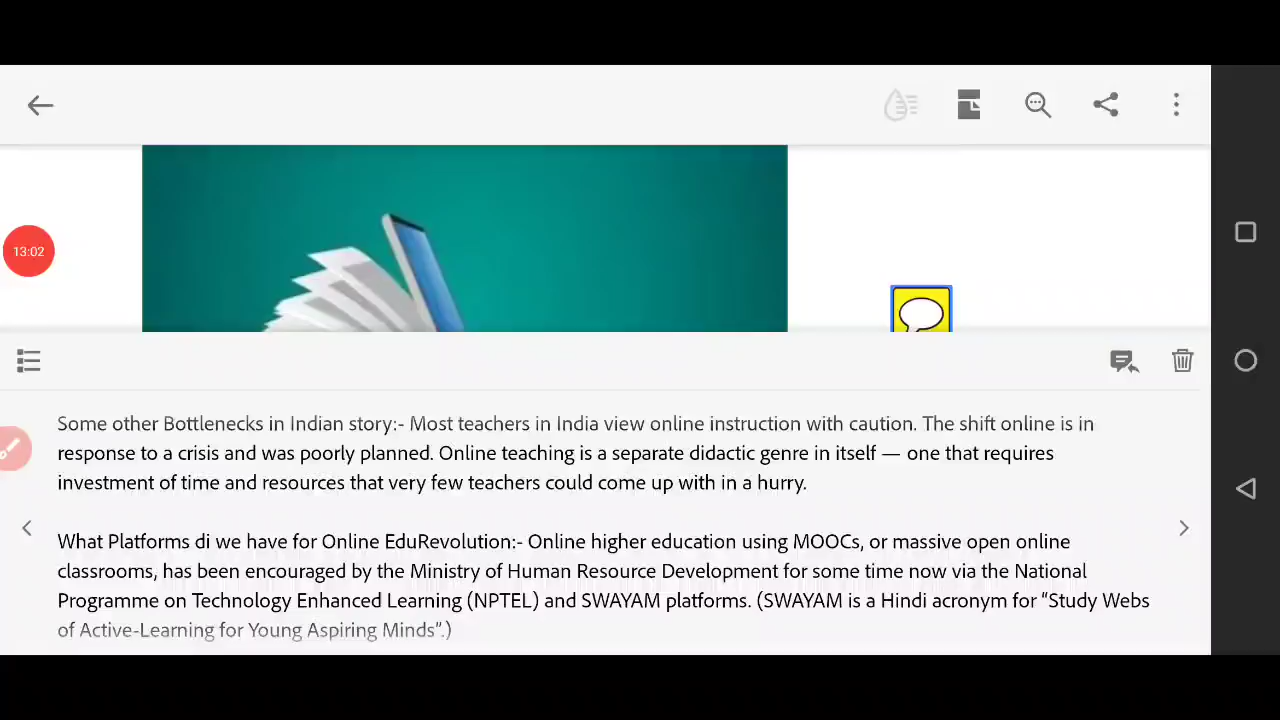 13:02
Some other Bottlenecks in Indian story:- Most teachers in India view online instruction with caution. The shift online is in
response to a crisis and was poorly planned. Online teaching is a separate didactic genre in itself — one that requires
investment of time and resources that very few teachers could come up with in a hurry.
What Platforms di we have for Online EduRevolution:- Online higher education using MOOCs, or massive open online
classrooms, has been encouraged by the Ministry of Human Resource Development for some time now via the National
Programme on Technology Enhanced Learning (NPTEL) and SWAYAM platforms. (SWAYAM is a Hindi acronym for “Study Webs
of Active-Learning for Young Aspiring Minds”.)